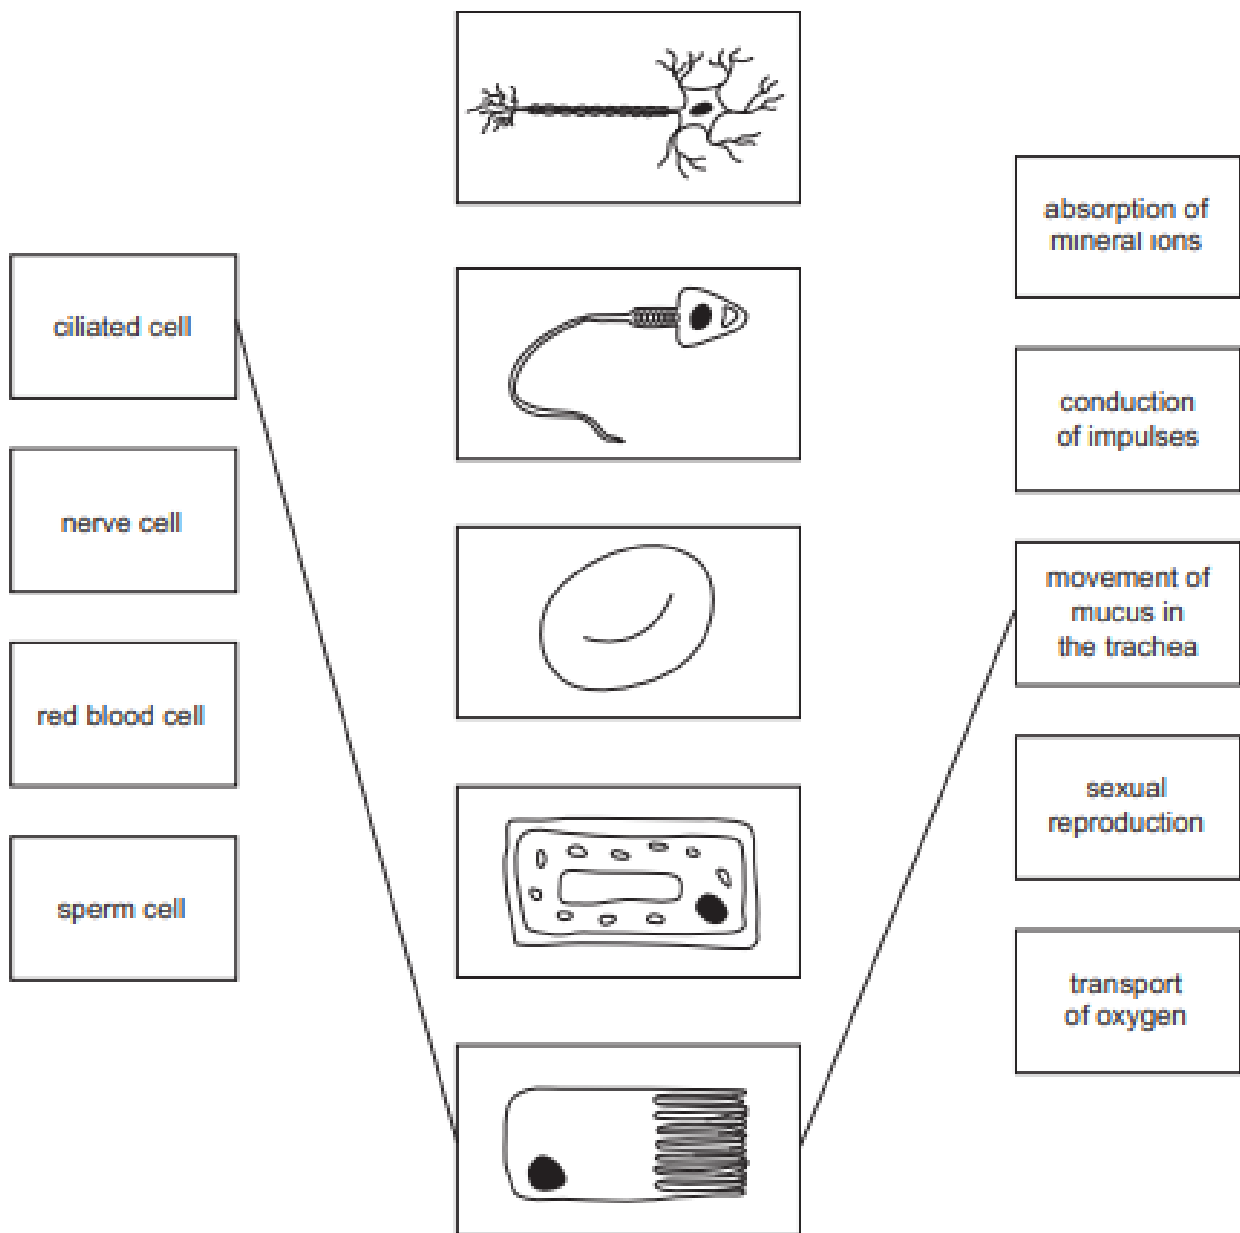 ciliated cell
nerve cell
red blood cell
sperm cell
absorption of
mineral ions
conduction
of impulses
movement of
mucus in
the trachea
sexual
reproduction
transport
of oxygen